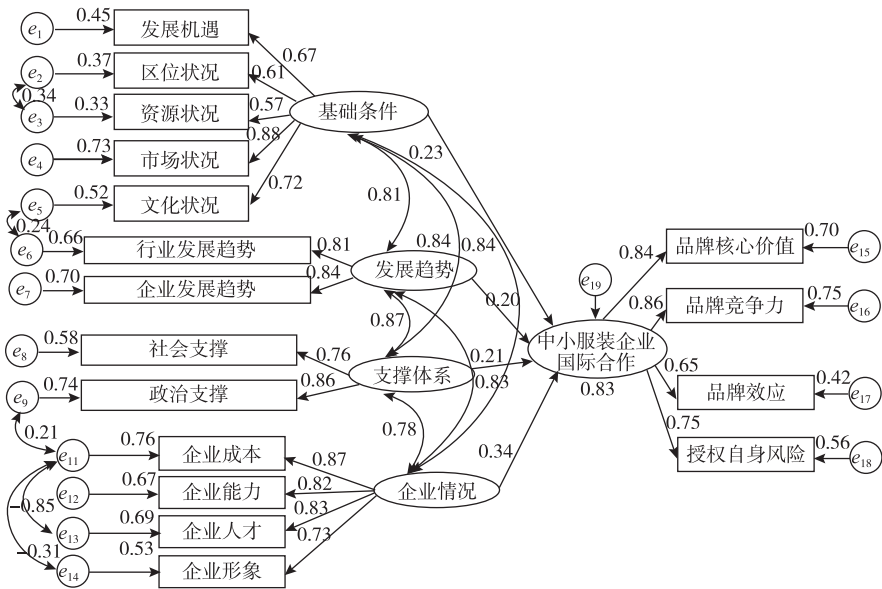 e1 0.45 发展机遇
0.67
e2 0.37 区位状况
0.61
0.34
e3 0.33 资源状况
0.57
基础条件
0.88
e4 0.73 市场状况
0.23
e5 0.52 文化状况
0.72
0.81
0.24
e6 0.66 行业发展趋势
0.81
0.84
0.84
0.84
品牌核心价值
0.70
e15
e7 0.70 企业发展趋势
0.84
发展趋势
e19
0.20
0.86
品牌竞争力
0.75
e16
0.87
e8 0.58 社会支撑
0.76
中小服装企业
国际合作
0.83
支撑体系
0.21
0.83
0.65
e9 0.74 政治支撑
0.86
品牌效应
0.42
e17
0.75
0.78
0.21
e11 0.76 企业成本
0.87
0.34
授权自身风险
0.56
e18
e12 0.67 企业能力
0.82
企业情况
−0.85
0.83
e13 0.69 企业人才
0.73
−0.31
e14 0.53 企业形象